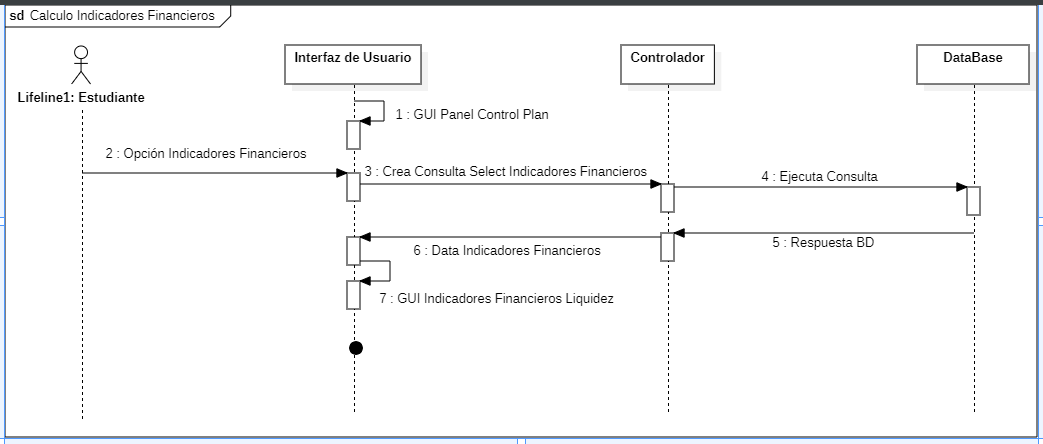 sd Calculo Indicadores Financieros
Interfaz de Usuario
Controlador
DataBase
Lifeline1: Estudiante
1 : GUI Panel Control Plan
2 : Opción Indicadores Financieros
3 : Crea Consulta Select Indicadores Financieros
4 : Ejecuta Consulta
5 : Respuesta BD
6 : Data Indicadores Financieros
7 : GUI Indicadores Financieros Liquidez